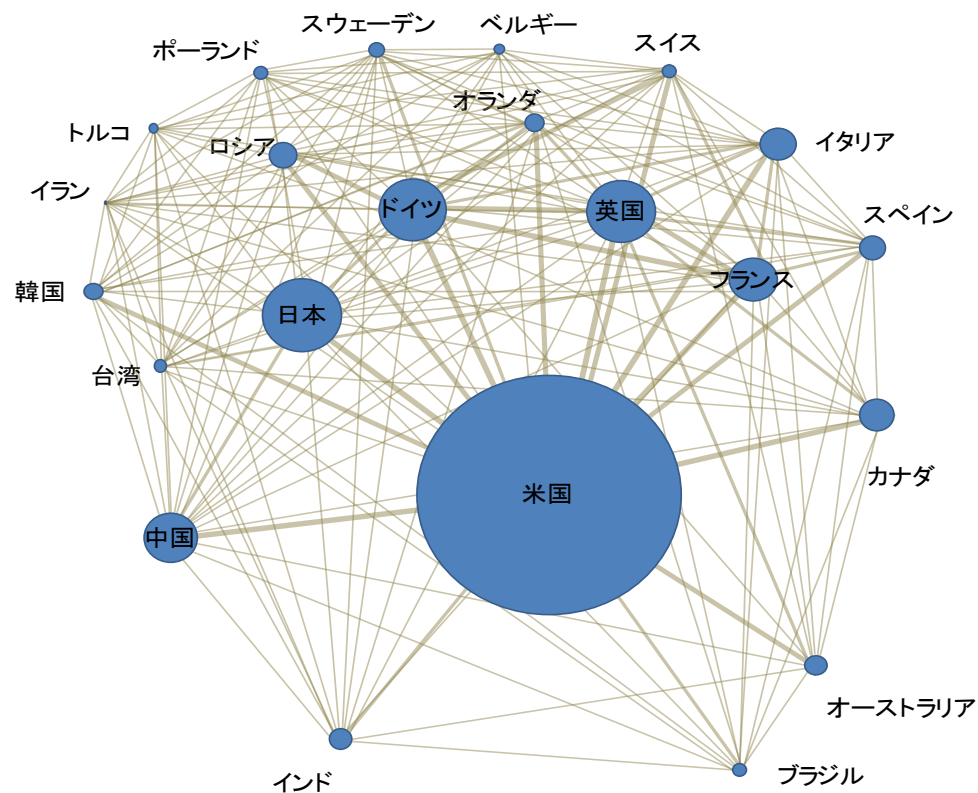 スウェーデン
ベルギー
スイス
ポーランド
オランダ
トルコ
ロシア
イタリア
イラン
ドイツ
英国
スペイン
韓国
日本
フランス
台湾
カナダ
米国
中国
オーストラリア
インド
ブラジル